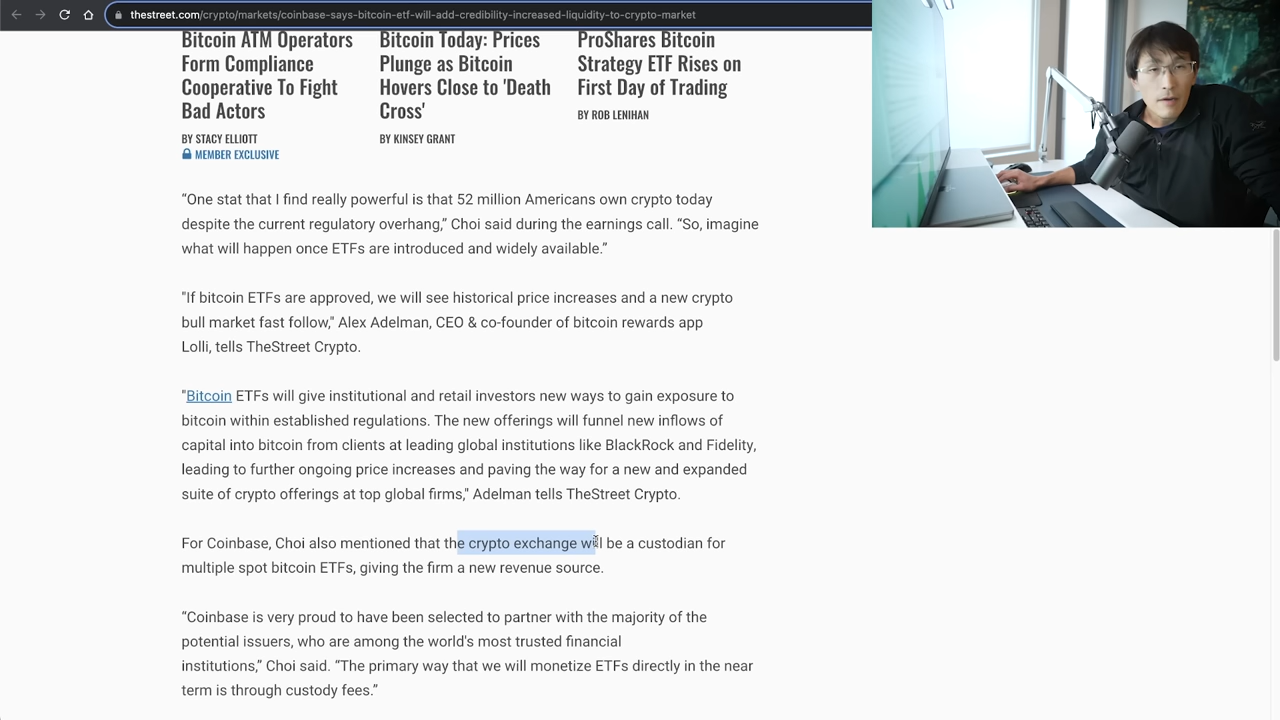 thestreet.com/crypto/markets/coinbase-says-bitcoin-etf-will-add-credibility-increased-liquidity-to-crypto-market
Bitcoin ATM Operators
Form Compliance
Cooperative To Fight
Bad Actors
BY STACY ELLIOTT
MEMBER EXCLUSIVE
Bitcoin Today: Prices
Plunge as Bitcoin
Hovers Close to 'Death
Cross'
BY KINSEY GRANT
ProShares Bitcoin
Strategy ETF Rises on
First Day of Trading
BY ROB LENIHAN
“One stat that I find really powerful is that 52 million Americans own crypto today
despite the current regulatory overhang,” Choi said during the earnings call. “So, imagine
what will happen once ETFs are introduced and widely available.”
"If bitcoin ETFs are approved, we will see historical price increases and a new crypto
bull market fast follow," Alex Adelman, CEO & co-founder of bitcoin rewards app
Lolli, tells TheStreet Crypto.
"Bitcoin ETFs will give institutional and retail investors new ways to gain exposure to
bitcoin within established regulations. The new offerings will funnel new inflows of
capital into bitcoin from clients at leading global institutions like BlackRock and Fidelity,
leading to further ongoing price increases and paving the way for a new and expanded
suite of crypto offerings at top global firms," Adelman tells TheStreet Crypto.
For Coinbase, Choi also mentioned that the crypto exchange will be a custodian for
multiple spot bitcoin ETFs, giving the firm a new revenue source.
“Coinbase is very proud to have been selected to partner with the majority of the
potential issuers, who are among the world's most trusted financial
institutions,” Choi said. “The primary way that we will monetize ETFs directly in the near
term is through custody fees.”